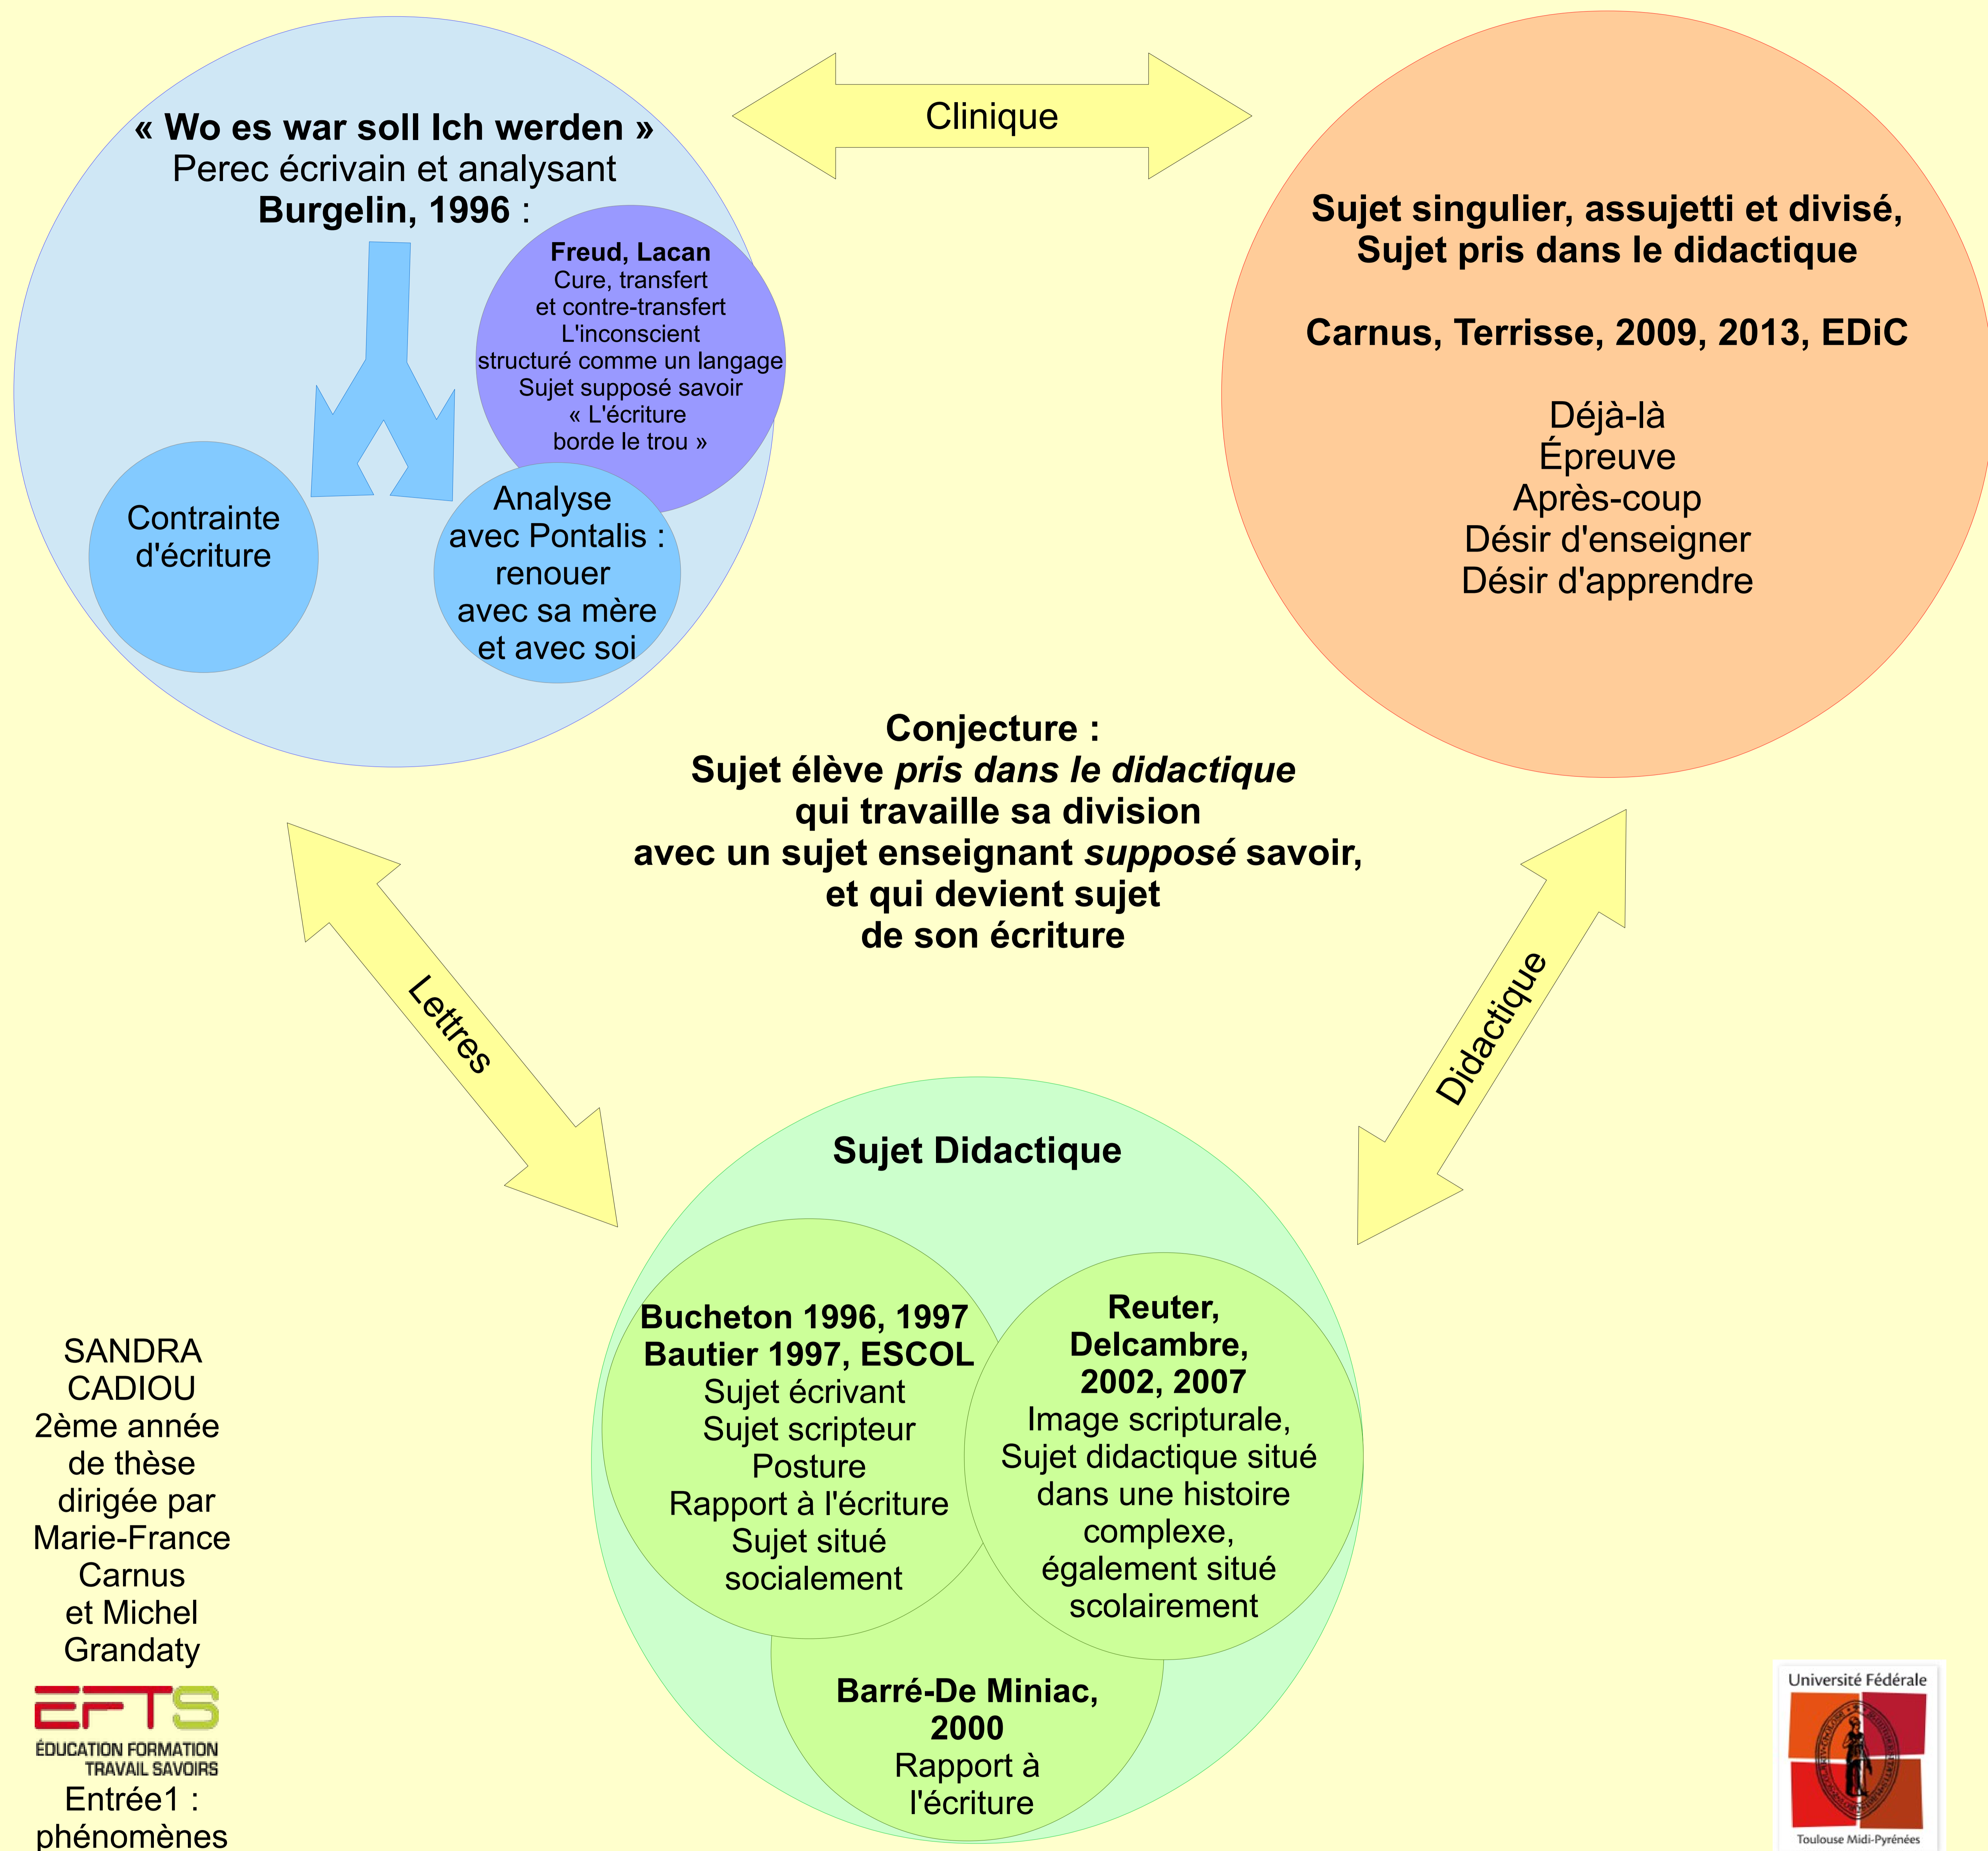 « Wo es war soll Ich werden »
Perec écrivain et analysant
Burgelin, 1996 :
Freud, Lacan
Cure, transfert
et contre-transfert
L'inconscient
structuré comme un langage
Sujet supposé savoir
« L'écriture
borde le trou »
Contrainte
d'écriture
Analyse
avec Pontalis :
renouer
avec sa mère
et avec soi
Clinique
Sujet singulier, assujetti et divisé,
Sujet pris dans le didactique
Carnus, Terrisse, 2009, 2013, EDiC
Déjà-là
Épreuve
Après-coup
Désir d'enseigner
Désir d'apprendre
Conjecture :
Sujet élève pris dans le didactique
qui travaille sa division
avec un sujet enseignant supposé savoir,
et qui devient sujet
de son écriture
Lettres
Didactique
Sujet Didactique
Bucheton 1996, 1997
Bautier 1997, ESCOL
Sujet écrivant
Sujet scripteur
Posture
Rapport à l'écriture
Sujet situé
socialement
Reuter,
Delcambre,
2002, 2007
Image scripturale,
Sujet didactique situé
dans une histoire
complexe,
également situé
scolairement
Barré-De Miniac,
2000
Rapport à
l'écriture
SANDRA
CADIOU
2ème année
de thèse
dirigée par
Marie-France
Carnus
et Michel
Grandaty
EFTS
ÉDUCATION FORMATION
TRAVAIL SAVOIRS
Entrée1 :
phénomènes
Université Fédérale
Toulouse Midi-Pyrénées